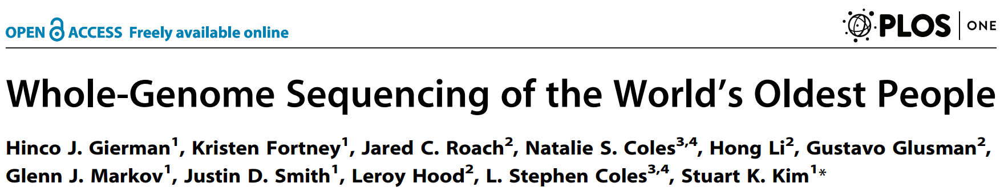 OPEN ACCESS Freely available online
PLOS ONE
Whole-Genome Sequencing of the World's Oldest People
Hinco J. Gierman1, Kristen Fortney1, Jared C. Roach2, Natalie S. Coles3,4, Hong Li2, Gustavo Glusman2,
Glenn J. Markov1, Justin D. Smith1, Leroy Hood2, L. Stephen Coles3,4, Stuart K. Kim1*